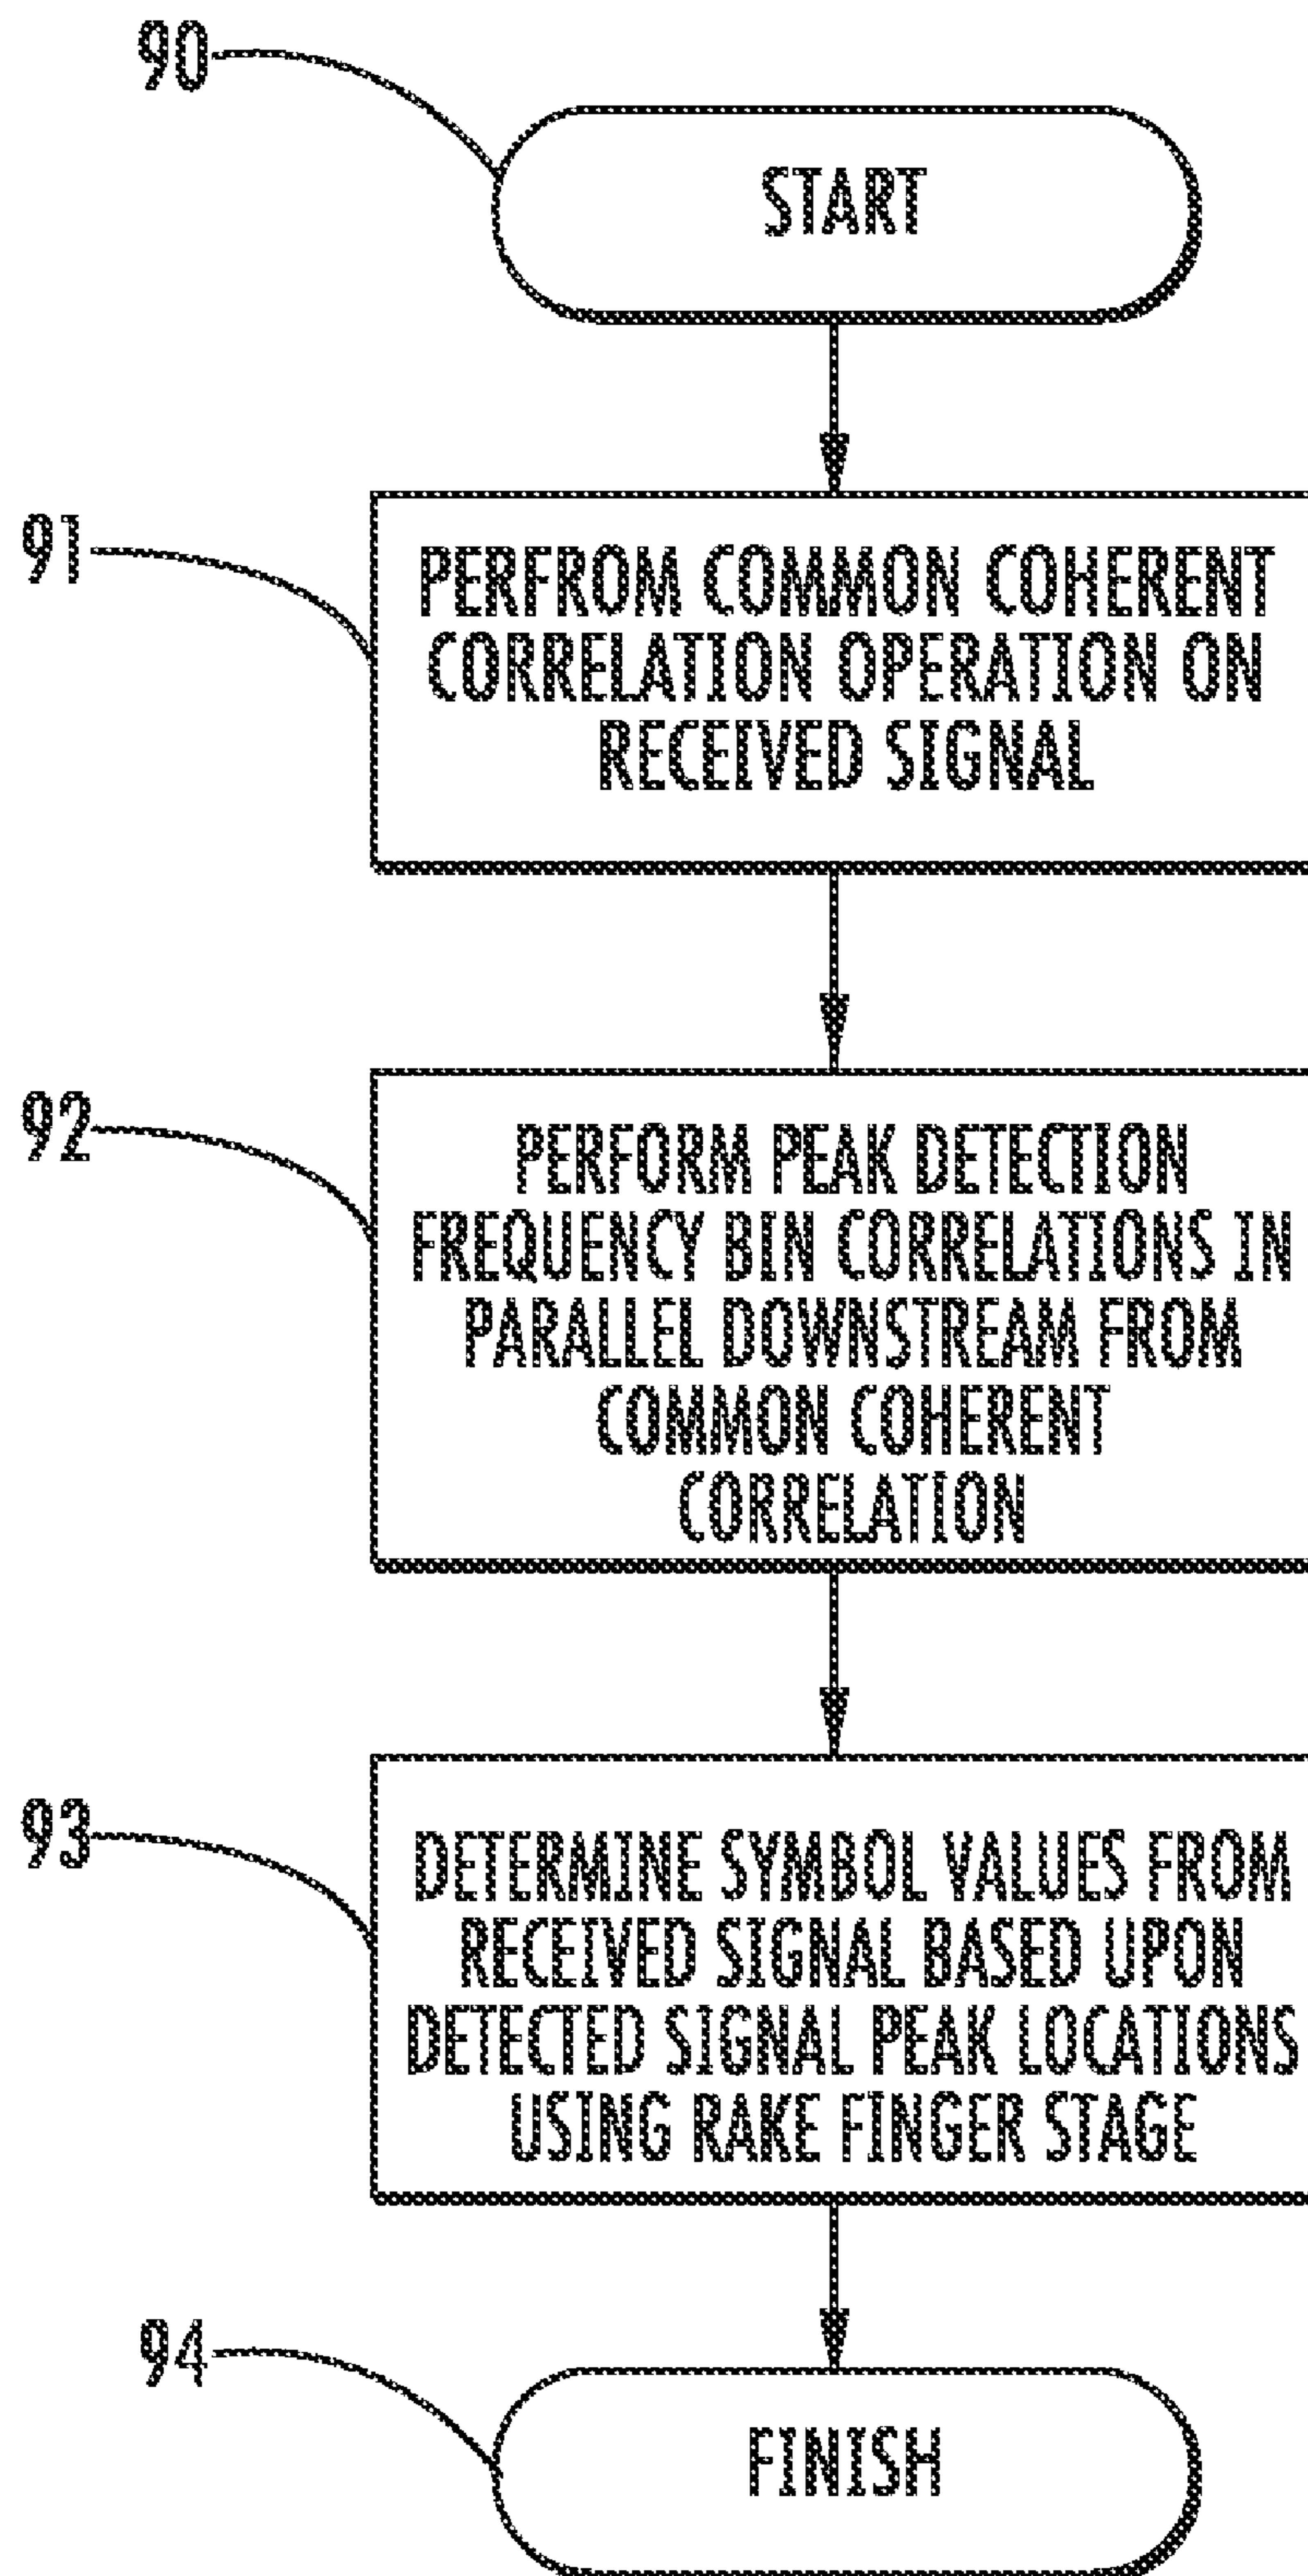 90
START
91
PERFROM COMMON COHERENT
CORRELATION OPERATION ON
RECEIVED SIGNAL
92
PERFORM PEAK DETECTION
FREQUENCY BIN CORRELATIONS IN
PARALLEL DOWNSTREAM FROM
COMMON COHERENT
CORRELATION
93
DETERMINE SYMBOL VALUES FROM
RECEIVED SIGNAL BASED UPON
DETECTED SIGNAL PEAK LOCATIONS
USING RAKE FINGER STAGE
94
FINISH